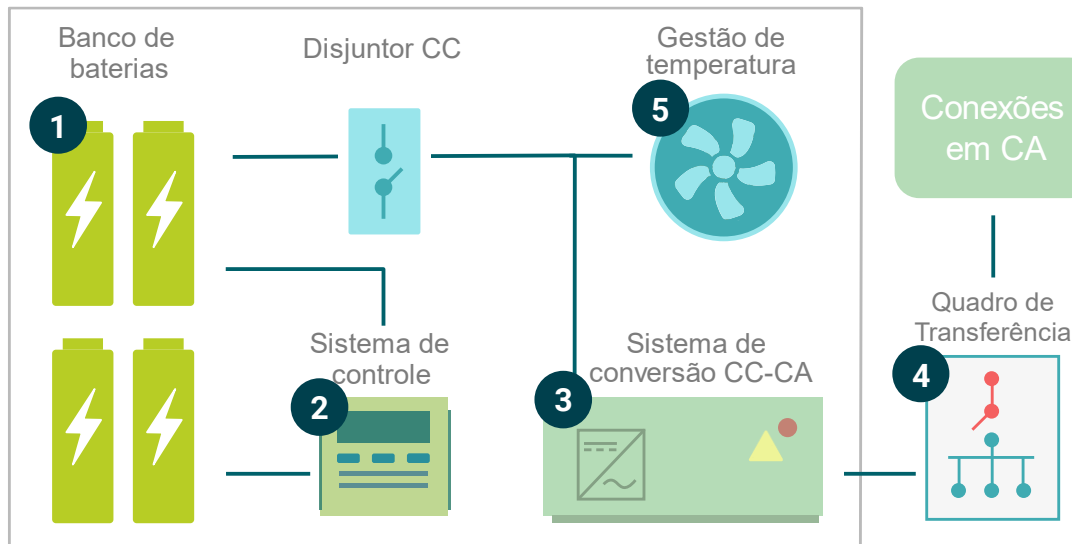 Banco de
baterias
1
Disjuntor CC
Gestão de
temperatura
5
Conexões
em CA
Sistema de
controle
2
Sistema de
conversão CC-CA
3
Quadro de
Transferência
4